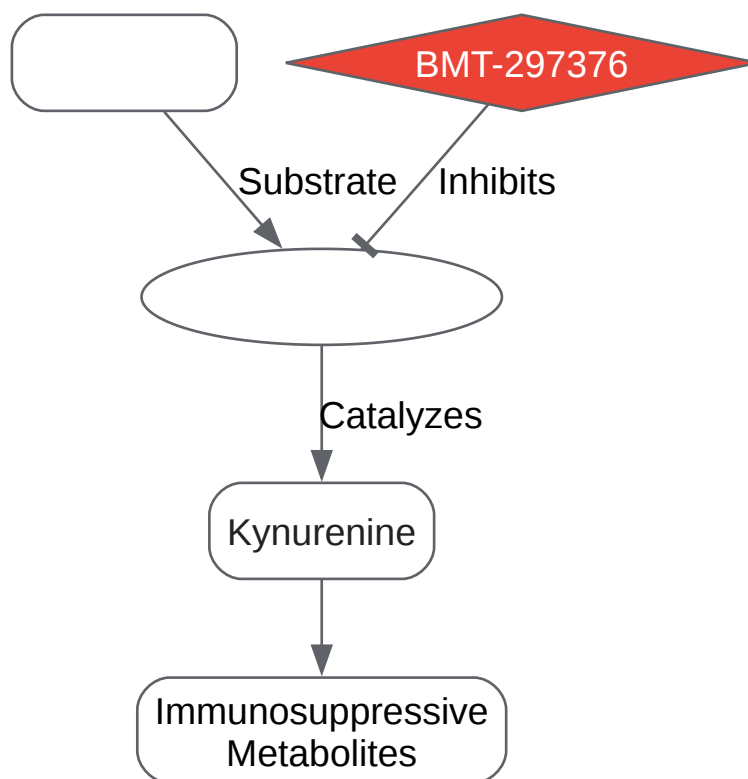 BMT-297376
Substrate
Inhibits
Catalyzes
Kynurenine
Immunosuppressive
Metabolites